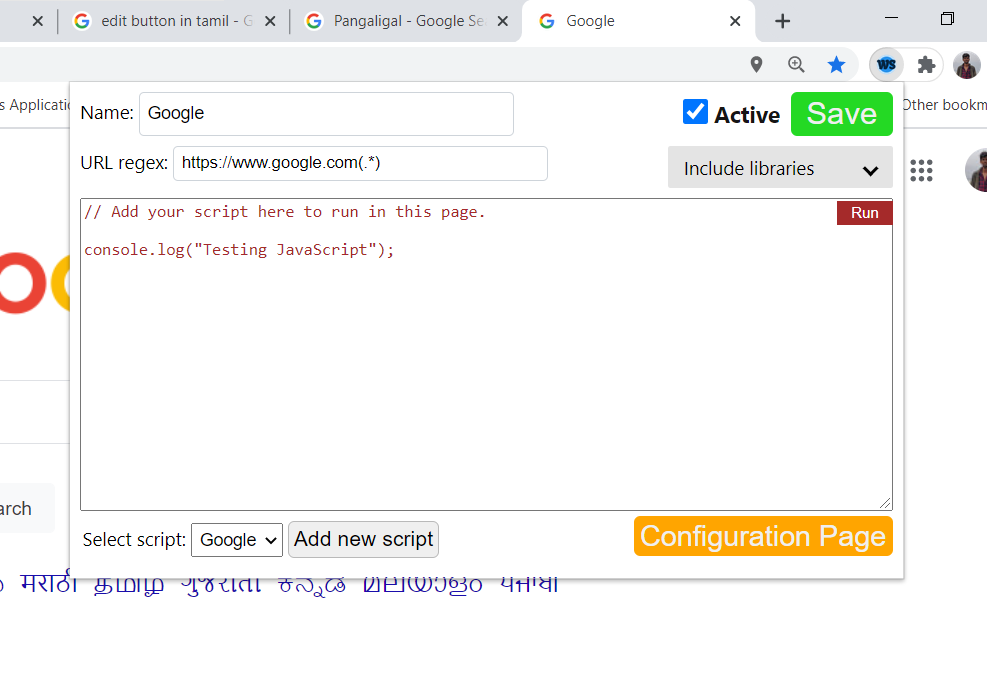 edit button in tamil - G
Pangaligal - Google Se
Google
WS
s Applicatio
Other bookm
Name: Google
Active
Save
URL regex: https://www.google.com(.*)
Include libraries
// Add your script here to run in this page.
Run
console.log("Testing JavaScript");
arch
Select script: Google
Add new script
Configuration Page
मराठी தமிழ் ગુજરાતી ಕನ್ನಡ മലയാളം ਪੰਜਾਬੀ